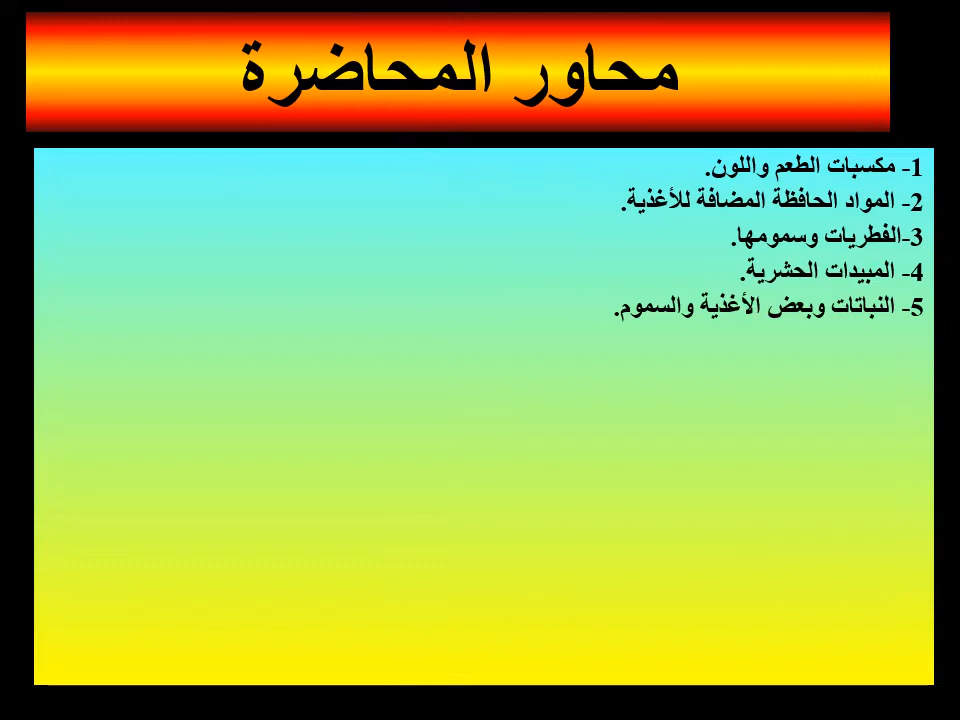 محاور المحاضرة
1- مكسبات الطعم واللون.
2- المواد الحافظة المضافة للأغذية.
3-الفطريات وسمومها.
4- المبيدات الحشرية.
5- النباتات وبعض الأغذية والسموم.